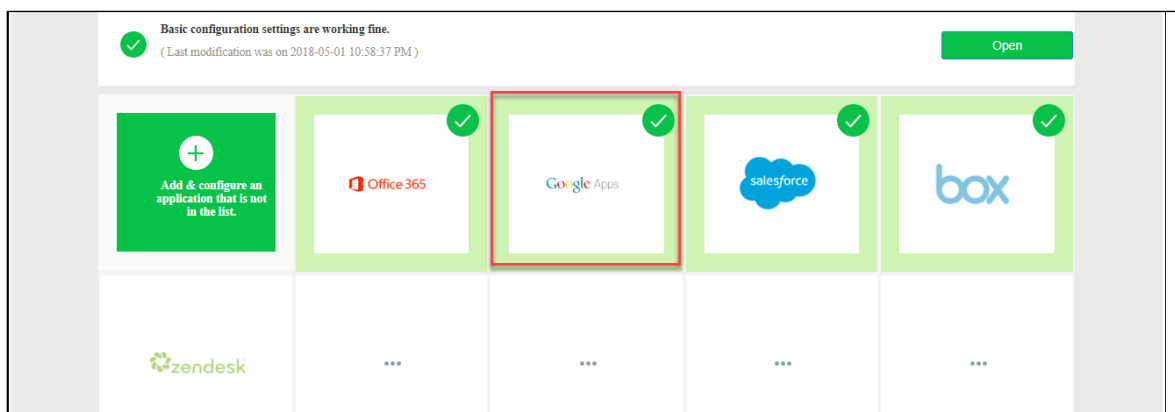 Basic configuration settings are working fine.
( Last modification was on 2018-05-01 10:58:37 PM )
Open
Add & configure an
application that is not
in the list.
Office 365
Google Apps
salesforce
box
zendesk
...
...
...
...